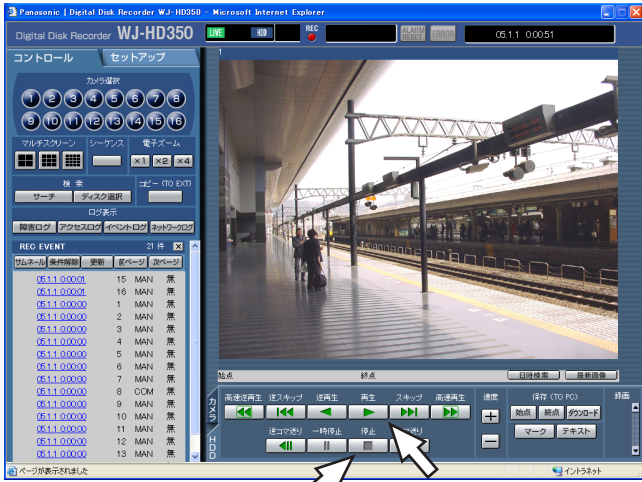 Panasonic | Digital Disk Recorder WJ-HD350 - Microsoft Internet Explorer
Digital Disk Recorder WJ-HD350
LIVE HDD REC ALARM RESET ERROR 05.1.1 0:00:51
コントロール セットアップ
カメラ選択
1 2 3 4 5 6 7 8
9 10 11 12 13 14 15 16
マルチスクリーン シーケンス 電子ズーム
×1 ×2 ×4
検索 コピー (TO EXT)
サーチ ディスク選択
ログ表示
障害ログ アクセスログ イベントログ ネットワークログ
REC EVENT 21 件
サムネール 条件解除 更新 前ページ 次ページ
05.1.1 0:00:01 15 MAN 無
05.1.1 0:00:01 16 MAN 無
05.1.1 0:00:00 1 MAN 無
05.1.1 0:00:00 2 MAN 無
05.1.1 0:00:00 3 MAN 無
05.1.1 0:00:00 4 MAN 無
05.1.1 0:00:00 5 MAN 無
05.1.1 0:00:00 6 MAN 無
05.1.1 0:00:00 7 MAN 無
05.1.1 0:00:00 8 COM 無
05.1.1 0:00:00 9 MAN 無
05.1.1 0:00:00 10 MAN 無
05.1.1 0:00:00 11 MAN 無
05.1.1 0:00:00 12 MAN 無
05.1.1 0:00:00 13 MAN 無
1
始点 終点 日時検索 最新画像
カメラ
HDD
高速逆再生 逆スキップ 逆再生 再生 スキップ 高速再生 速度 保存 (TO PC) 録画
始点 終点 ダウンロード
逆コマ送り 一時停止 停止 マ送り
マーク テキスト
ページが表示されました イントラネット